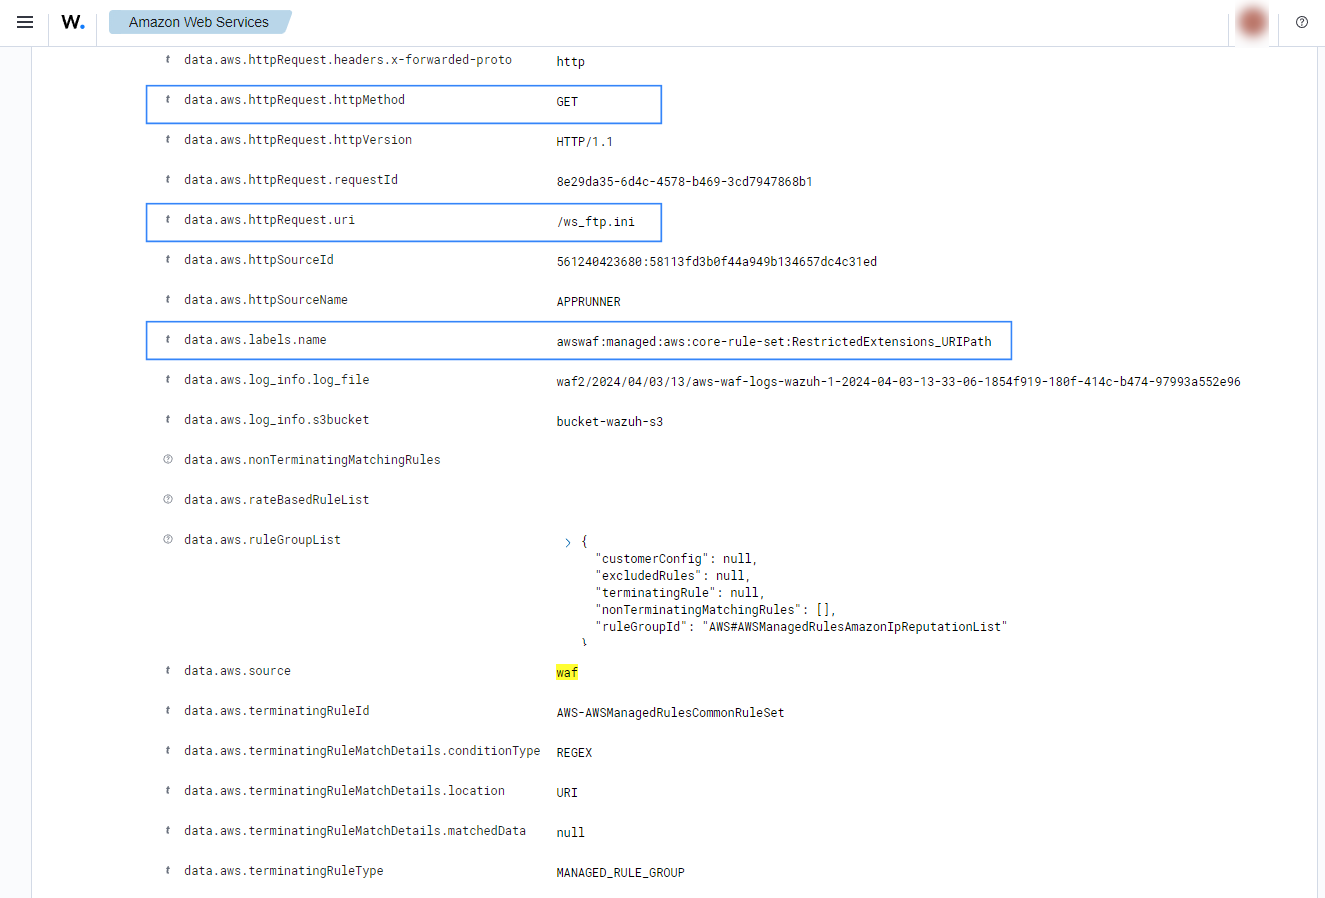 W.
Amazon Web Services
t data.aws.httpRequest.headers.x-forwarded-proto http
t data.aws.httpRequest.httpMethod GET
t data.aws.httpRequest.httpVersion HTTP/1.1
t data.aws.httpRequest.requestId 8e29da35-6d4c-4578-b469-3cd7947868b1
t data.aws.httpRequest.uri /ws_ftp.ini
t data.aws.httpSourceId 561240423680:58113fd3b0f44a949b134657dc4c31ed
t data.aws.httpSourceName APPRUNNER
t data.aws.labels.name awswaf:managed:aws:core-rule-set:RestrictedExtensions_URIPath
t data.aws.log_info.log_file waf2/2024/04/03/13/aws-waf-logs-wazuh-1-2024-04-03-13-33-06-1854f919-180f-414c-b474-97993a552e96
t data.aws.log_info.s3bucket bucket-wazuh-s3
data.aws.nonTerminatingMatchingRules
data.aws.rateBasedRuleList
data.aws.ruleGroupList {
"customerConfig": null,
"excludedRules": null,
"terminatingRule": null,
"nonTerminatingMatchingRules": [],
"ruleGroupId": "AWS#AWSManagedRulesAmazonIpReputationList"
}
t data.aws.source waf
t data.aws.terminatingRuleId AWS-AWSManagedRulesCommonRuleSet
t data.aws.terminatingRuleMatchDetails.conditionType REGEX
t data.aws.terminatingRuleMatchDetails.location URI
t data.aws.terminatingRuleMatchDetails.matchedData null
t data.aws.terminatingRuleType MANAGED_RULE_GROUP